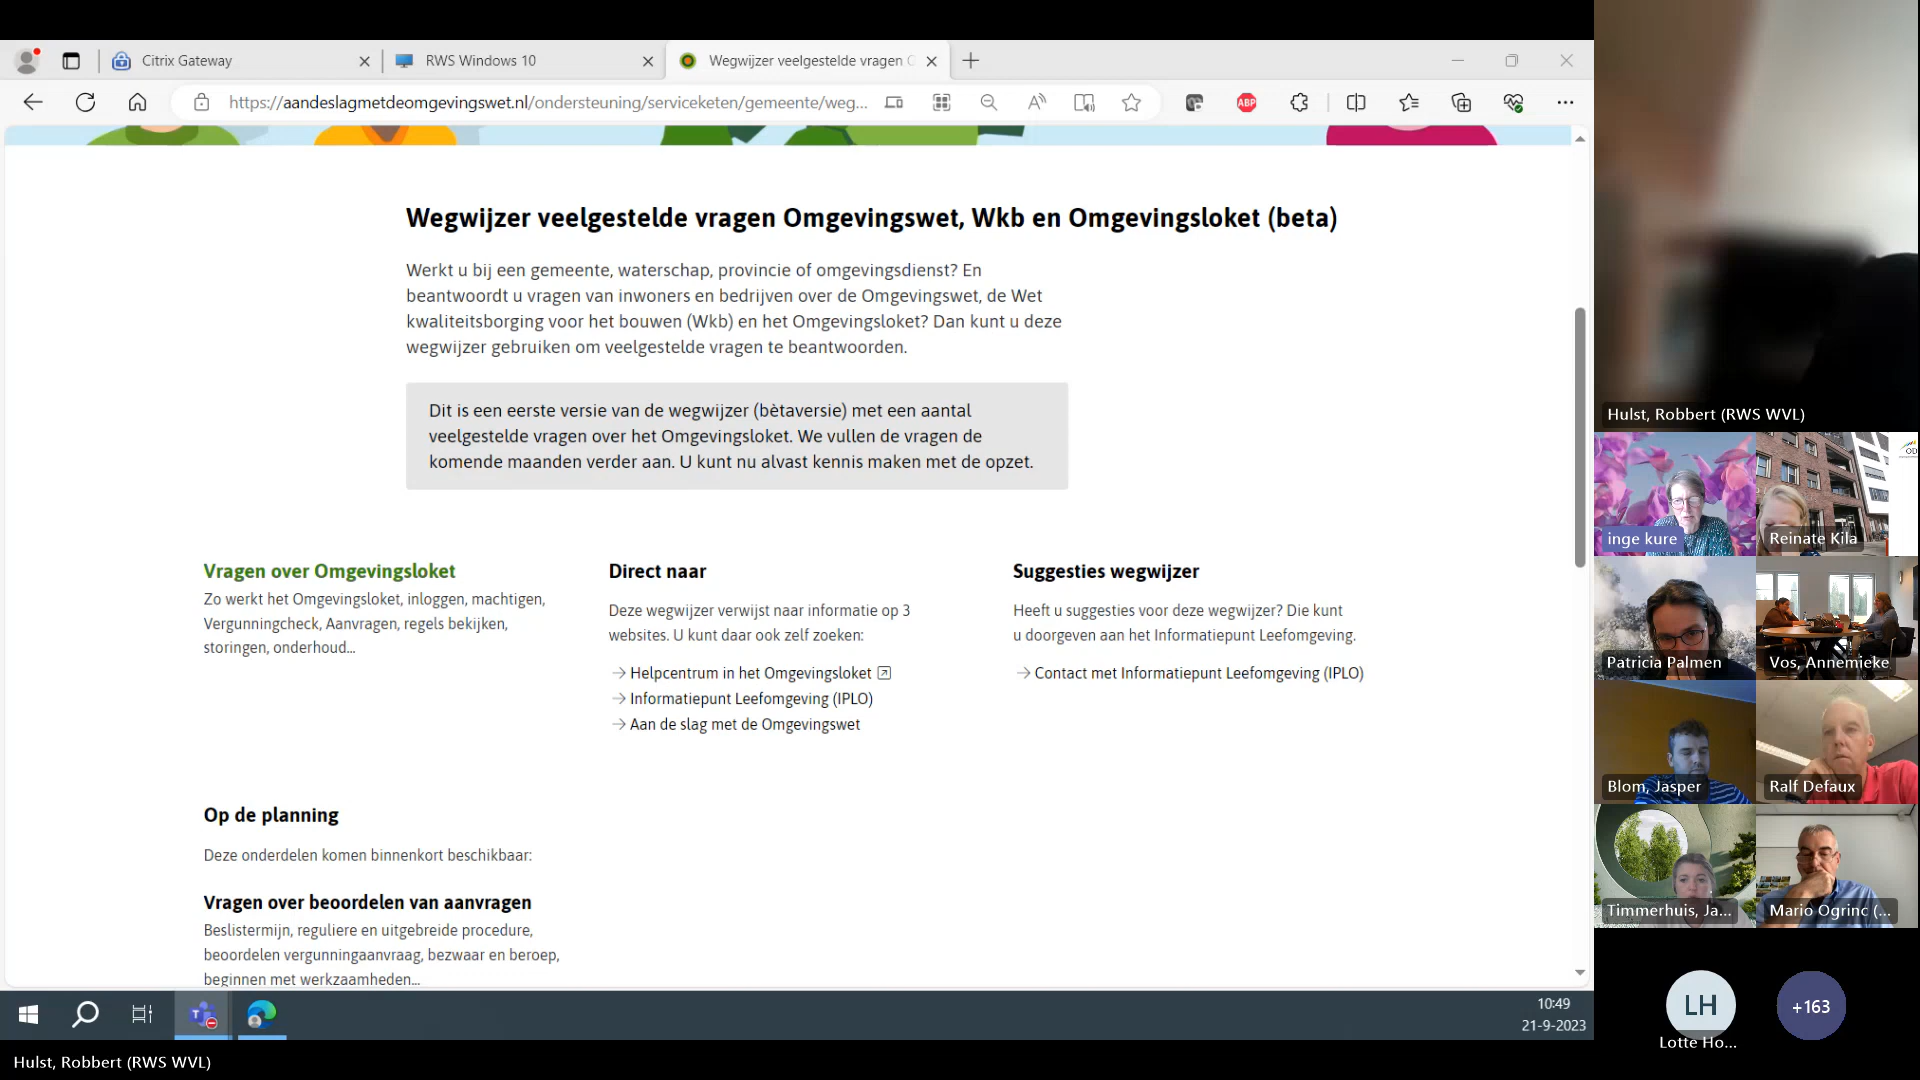 Citrix Gateway
RWS Windows 10
Wegwijzer veelgestelde vragen O
https://aandeslagmetdeomgevingswet.nl/ondersteuning/serviceketen/gemeente/weg...
ABP
Wegwijzer veelgestelde vragen Omgevingswet, Wkb en Omgevingsloket (beta)
Werkt u bij een gemeente, waterschap, provincie of omgevingsdienst? En
beantwoordt u vragen van inwoners en bedrijven over de Omgevingswet, de Wet
kwaliteitsborging voor het bouwen (Wkb) en het Omgevingsloket? Dan kunt u deze
wegwijzer gebruiken om veelgestelde vragen te beantwoorden.
Dit is een eerste versie van de wegwijzer (bètaversie) met een aantal
veelgestelde vragen over het Omgevingsloket. We vullen de vragen de
komende maanden verder aan. U kunt nu alvast kennis maken met de opzet.
Vragen over Omgevingsloket
Zo werkt het Omgevingsloket, inloggen, machtigen,
Vergunningcheck, Aanvragen, regels bekijken,
storingen, onderhoud...
Direct naar
Deze wegwijzer verwijst naar informatie op 3
websites. U kunt daar ook zelf zoeken:
→ Helpcentrum in het Omgevingsloket
→ Informatiepunt Leefomgeving (IPLO)
→ Aan de slag met de Omgevingswet
Suggesties wegwijzer
Heeft u suggesties voor deze wegwijzer? Die kunt
u doorgeven aan het Informatiepunt Leefomgeving.
→ Contact met Informatiepunt Leefomgeving (IPLO)
Op de planning
Deze onderdelen komen binnenkort beschikbaar:
Vragen over beoordelen van aanvragen
Beslistermijn, reguliere en uitgebreide procedure,
beoordelen vergunningaanvraag, bezwaar en beroep,
beginnen met werkzaamheden...
10:49
21-9-2023
Hulst, Robbert (RWS WVL)
Hulst, Robbert (RWS WVL)
OD
inge kure
Reinate Kila
Patricia Palmen
Vos, Annemieke
Blom, Jasper
Ralf Defaux
Timmerhuis, Ja...
Mario Ogrinc (...
LH
Lotte Ho...
+163